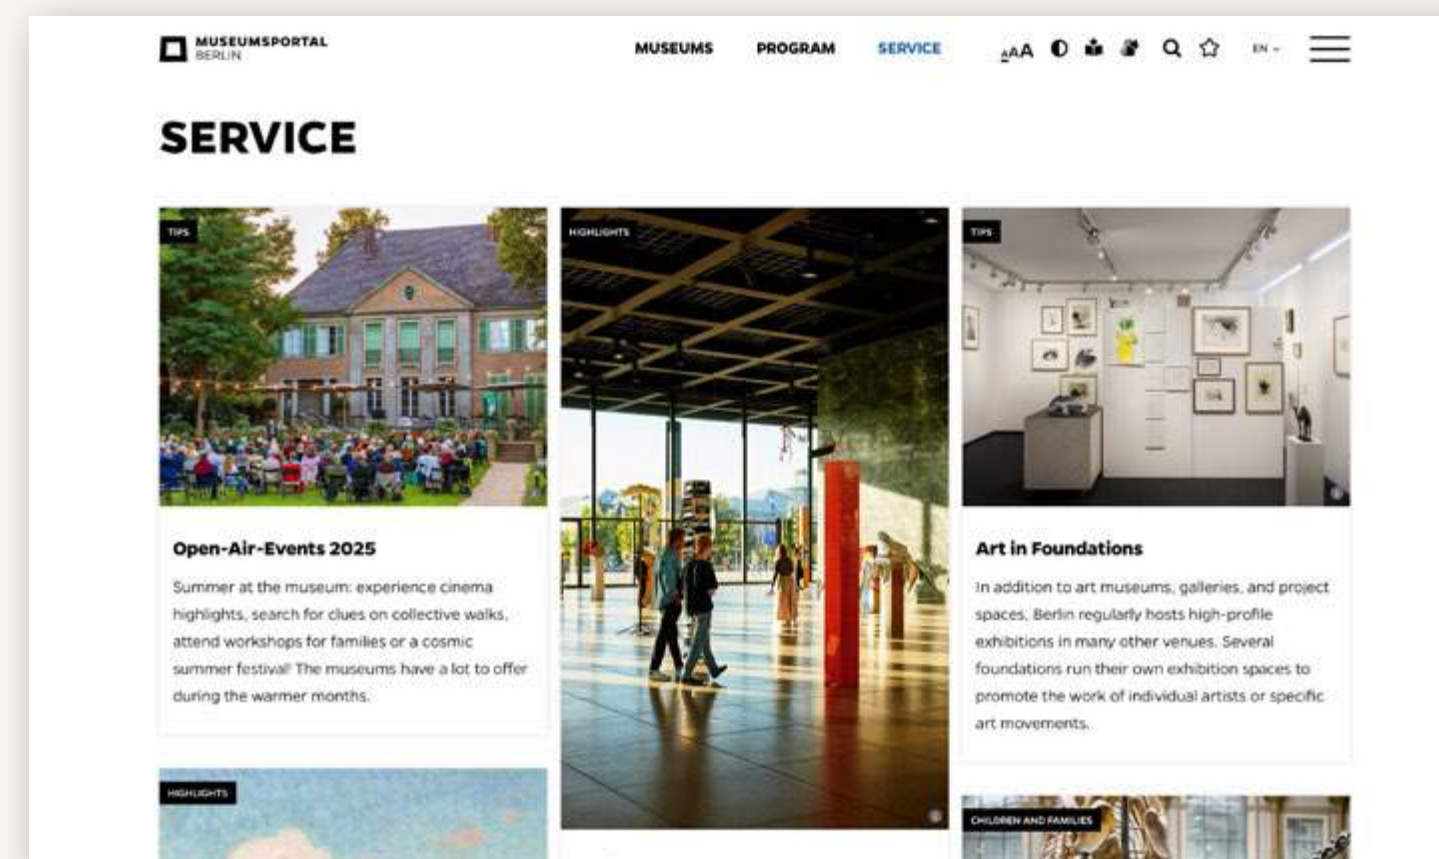 MUSEUMSPORTAL
BERLIN
MUSEUMS
PROGRAM
SERVICE
AAA
EN
SERVICE
TIPS
Open-Air-Events 2025
Summer at the museum: experience cinema
highlights, search for clues on collective walks,
attend workshops for families or a cosmic
summer festival! The museums have a lot to offer
during the warmer months.
HIGHLIGHTS
HIGHLIGHTS
TIPS
Art in Foundations
In addition to art museums, galleries, and project
spaces, Berlin regularly hosts high-profile
exhibitions in many other venues. Several
foundations run their own exhibition spaces to
promote the work of individual artists or specific
art movements.
CHILDREN AND FAMILIES